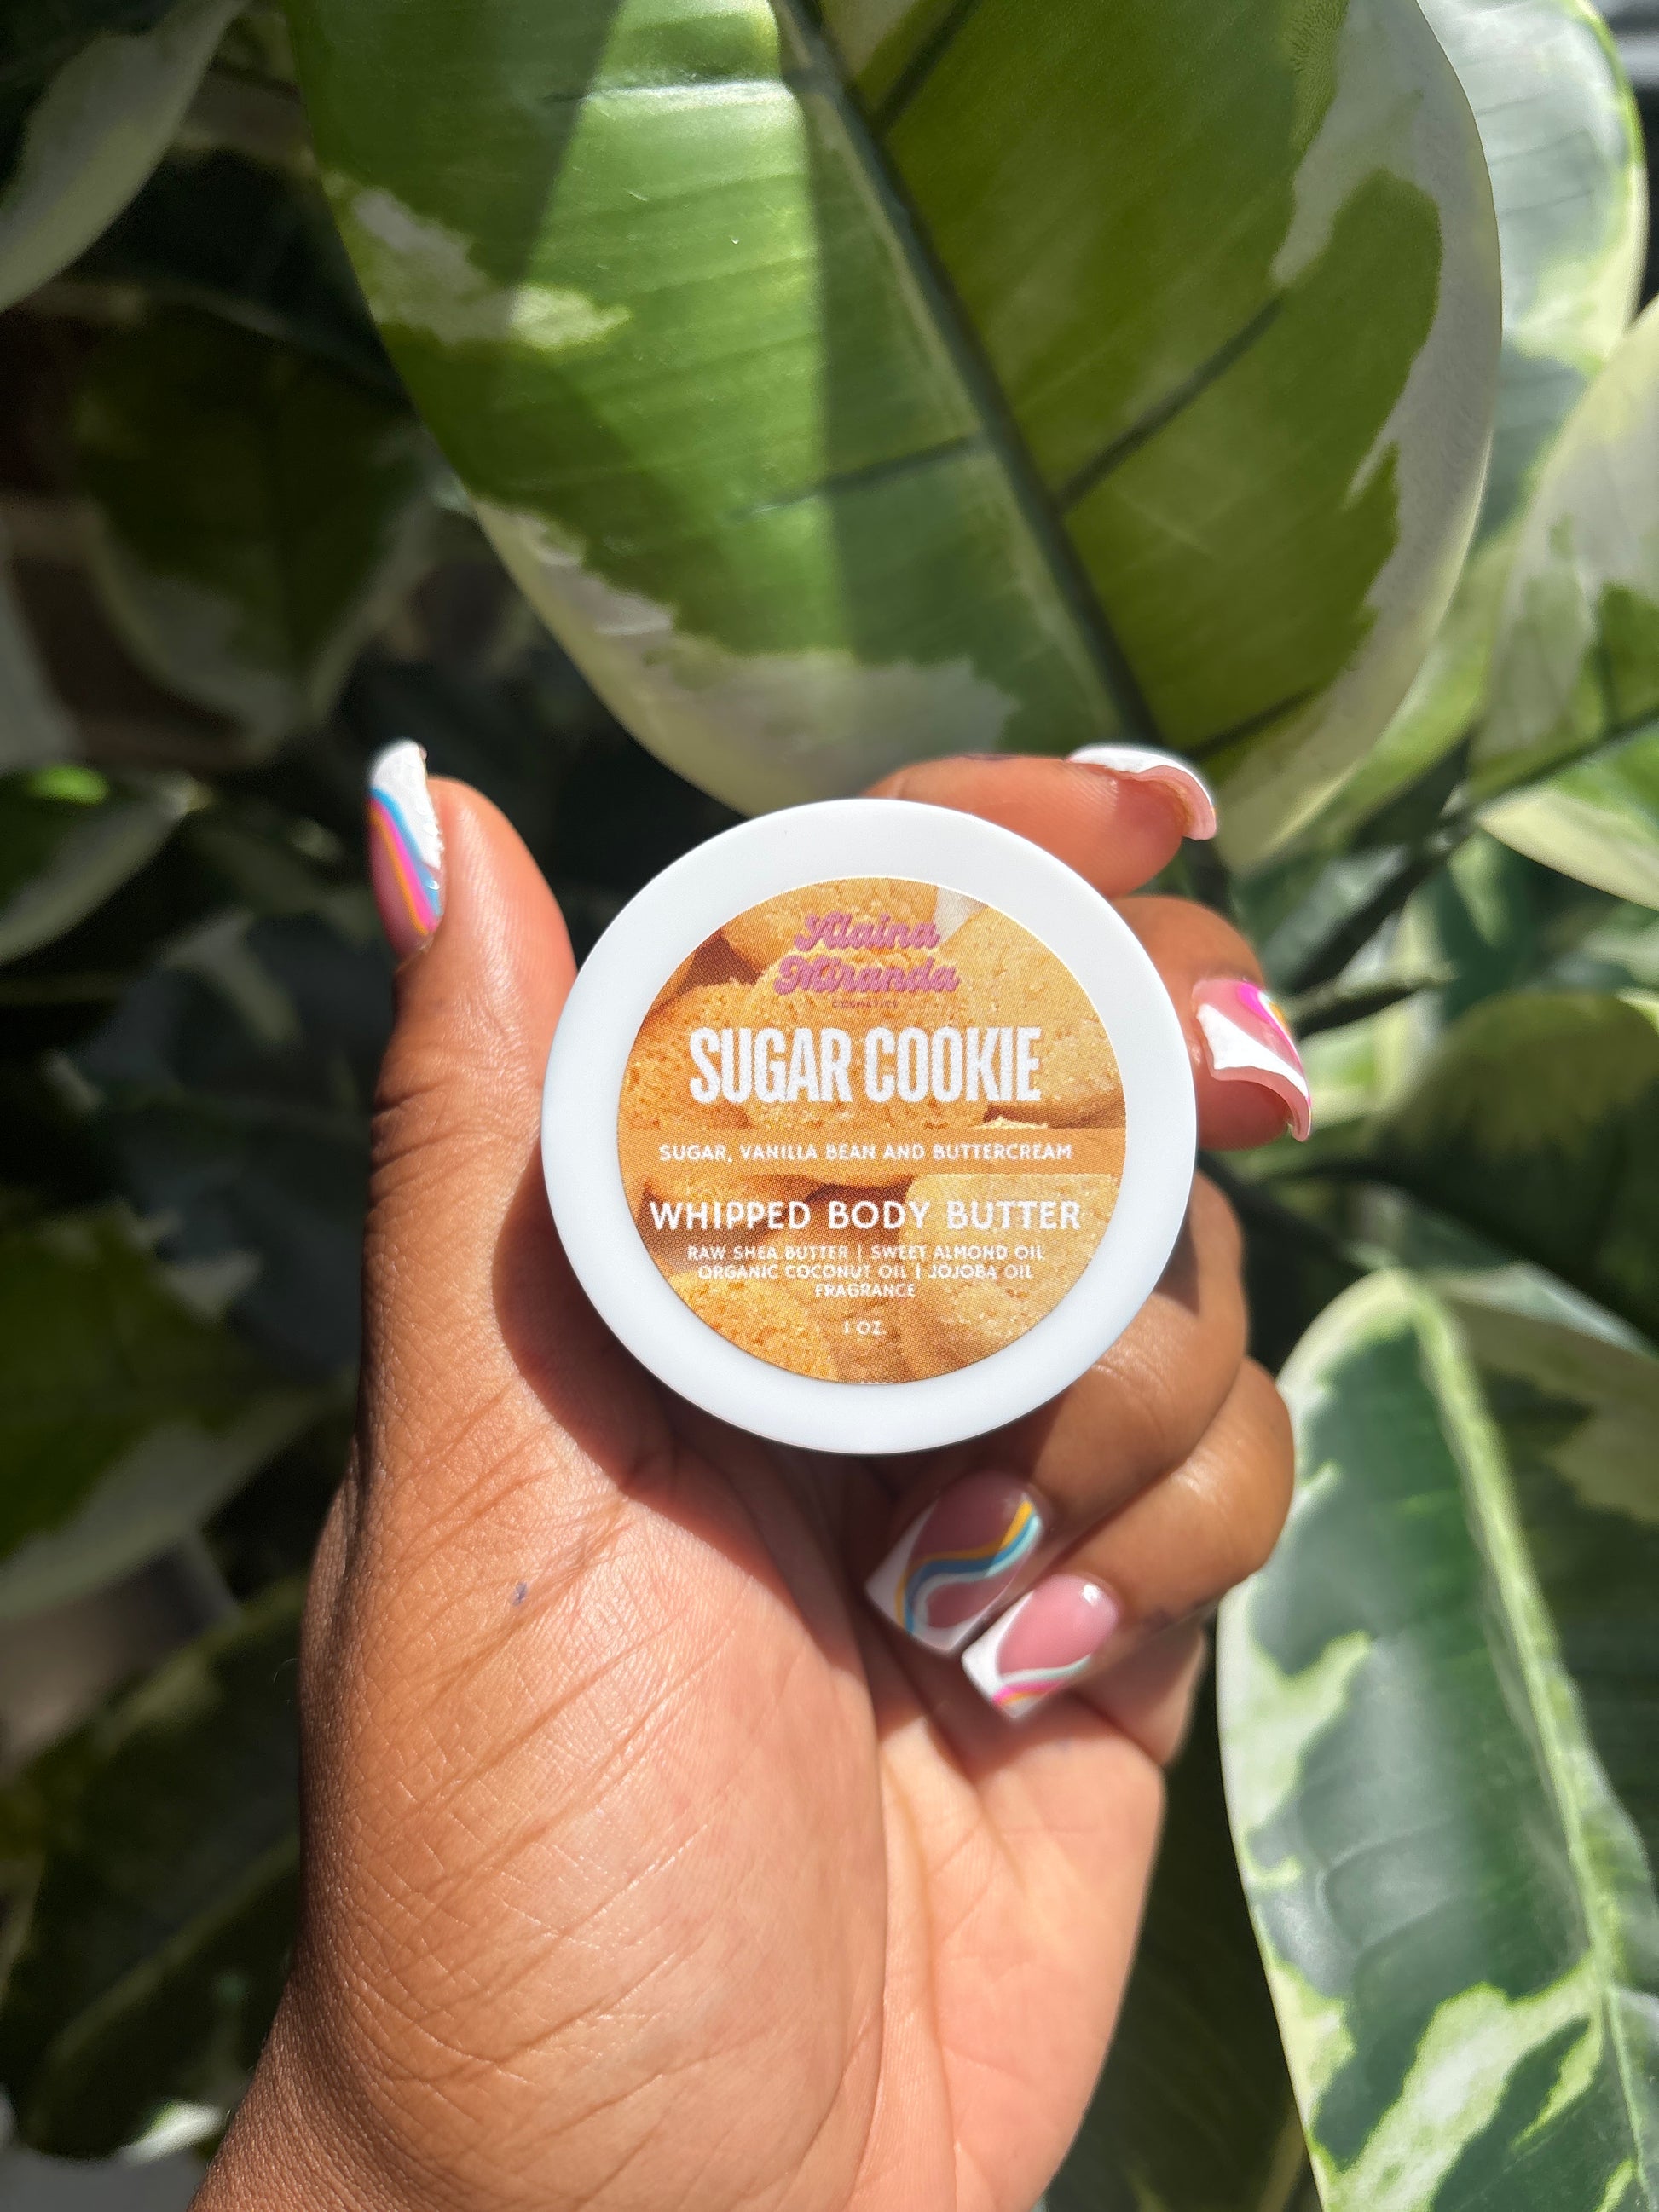 Alaina
Miranda
COSMETICS
SUGAR COOKIE
SUGAR, VANILLA BEAN AND BUTTERCREAM
WHIPPED BODY BUTTER
RAW SHEA BUTTER | SWEET ALMOND OIL
ORGANIC COCONUT OIL | JOJOBA OIL
FRAGRANCE
1 OZ.